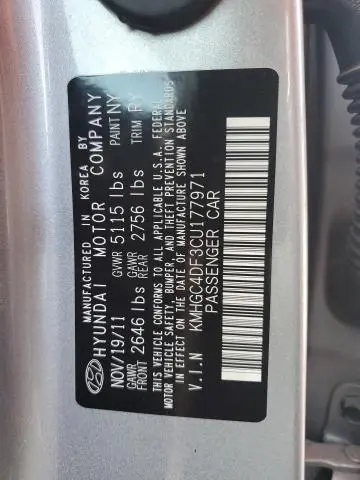 MANUFACTURED IN KOREA BY
HYUNDAI MOTOR COMPANY
NOV/19/11 GVWR 5115 lbs PAINT NY
GAWR FRONT 2646 lbs GAWR REAR 2756 lbs TRIM RY
THIS VEHICLE CONFORMS TO ALL APPLICABLE U.S.A. FEDERAL
MOTOR VEHICLE SAFETY, BUMPER, AND THEFT PREVENTION STANDARDS
IN EFFECT ON THE DATE OF MANUFACTURE SHOWN ABOVE
V.I.N KMHGC4DF3CU177971
PASSENGER CAR